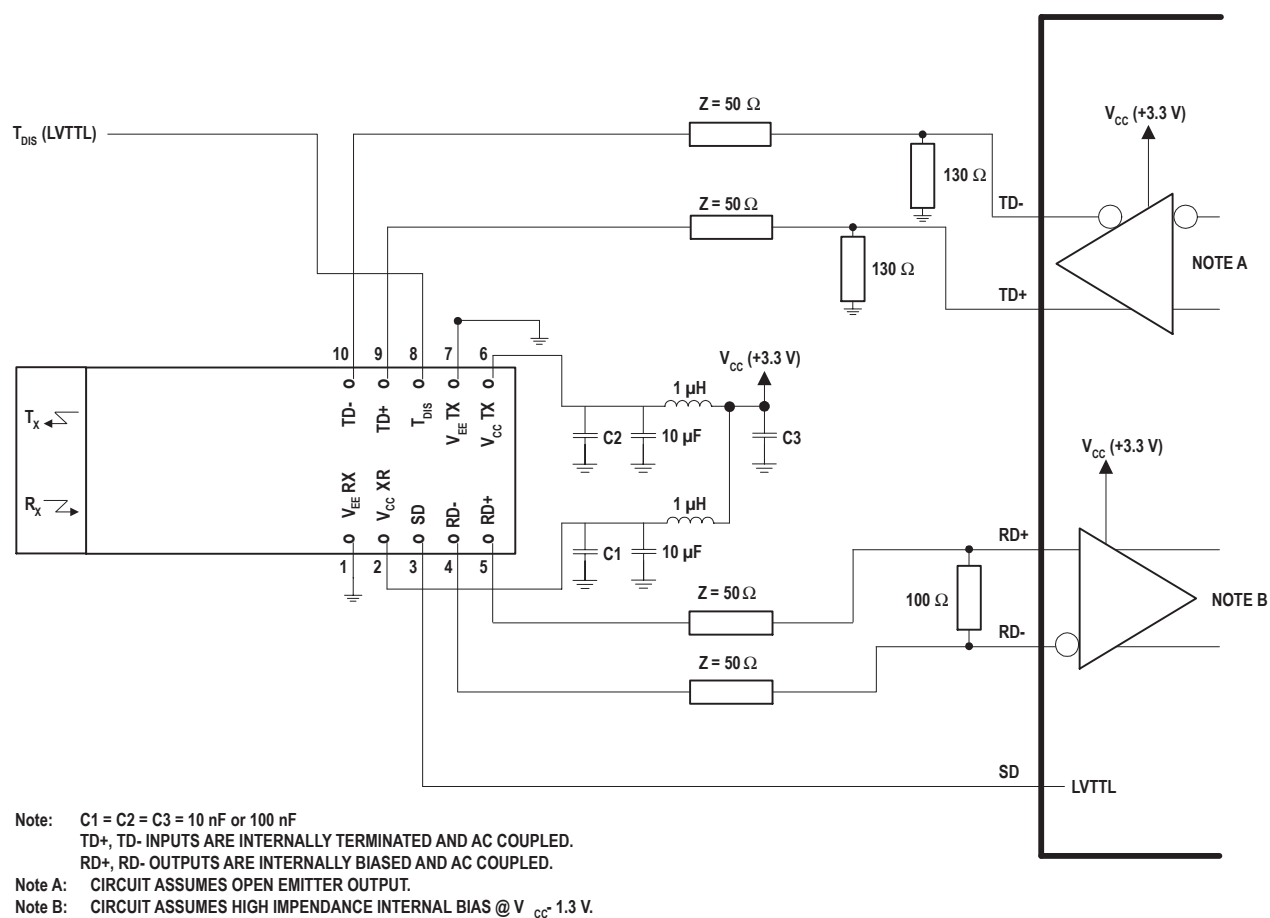 Z = 50 Ω
T_DIS (LVTTL)
V_CC (+3.3 V)
130 Ω
Z = 50 Ω
TD-
NOTE A
130 Ω
TD+
10 9 8 7 6
V_CC (+3.3 V)
1 µH
T_X
TD-
TD+
T_DIS
V_EE TX
V_CC TX
C2
10 µF
C3
V_CC (+3.3 V)
R_X
V_EE RX
V_CC XR
SD
RD-
RD+
1 µH
RD+
C1
10 µF
1 2 3 4 5
Z = 50 Ω
100 Ω
NOTE B
RD-
Z = 50 Ω
SD
LVTTL
Note: C1 = C2 = C3 = 10 nF or 100 nF
TD+, TD- INPUTS ARE INTERNALLY TERMINATED AND AC COUPLED.
RD+, RD- OUTPUTS ARE INTERNALLY BIASED AND AC COUPLED.
Note A: CIRCUIT ASSUMES OPEN EMITTER OUTPUT.
Note B: CIRCUIT ASSUMES HIGH IMPENDANCE INTERNAL BIAS @ V_CC- 1.3 V.